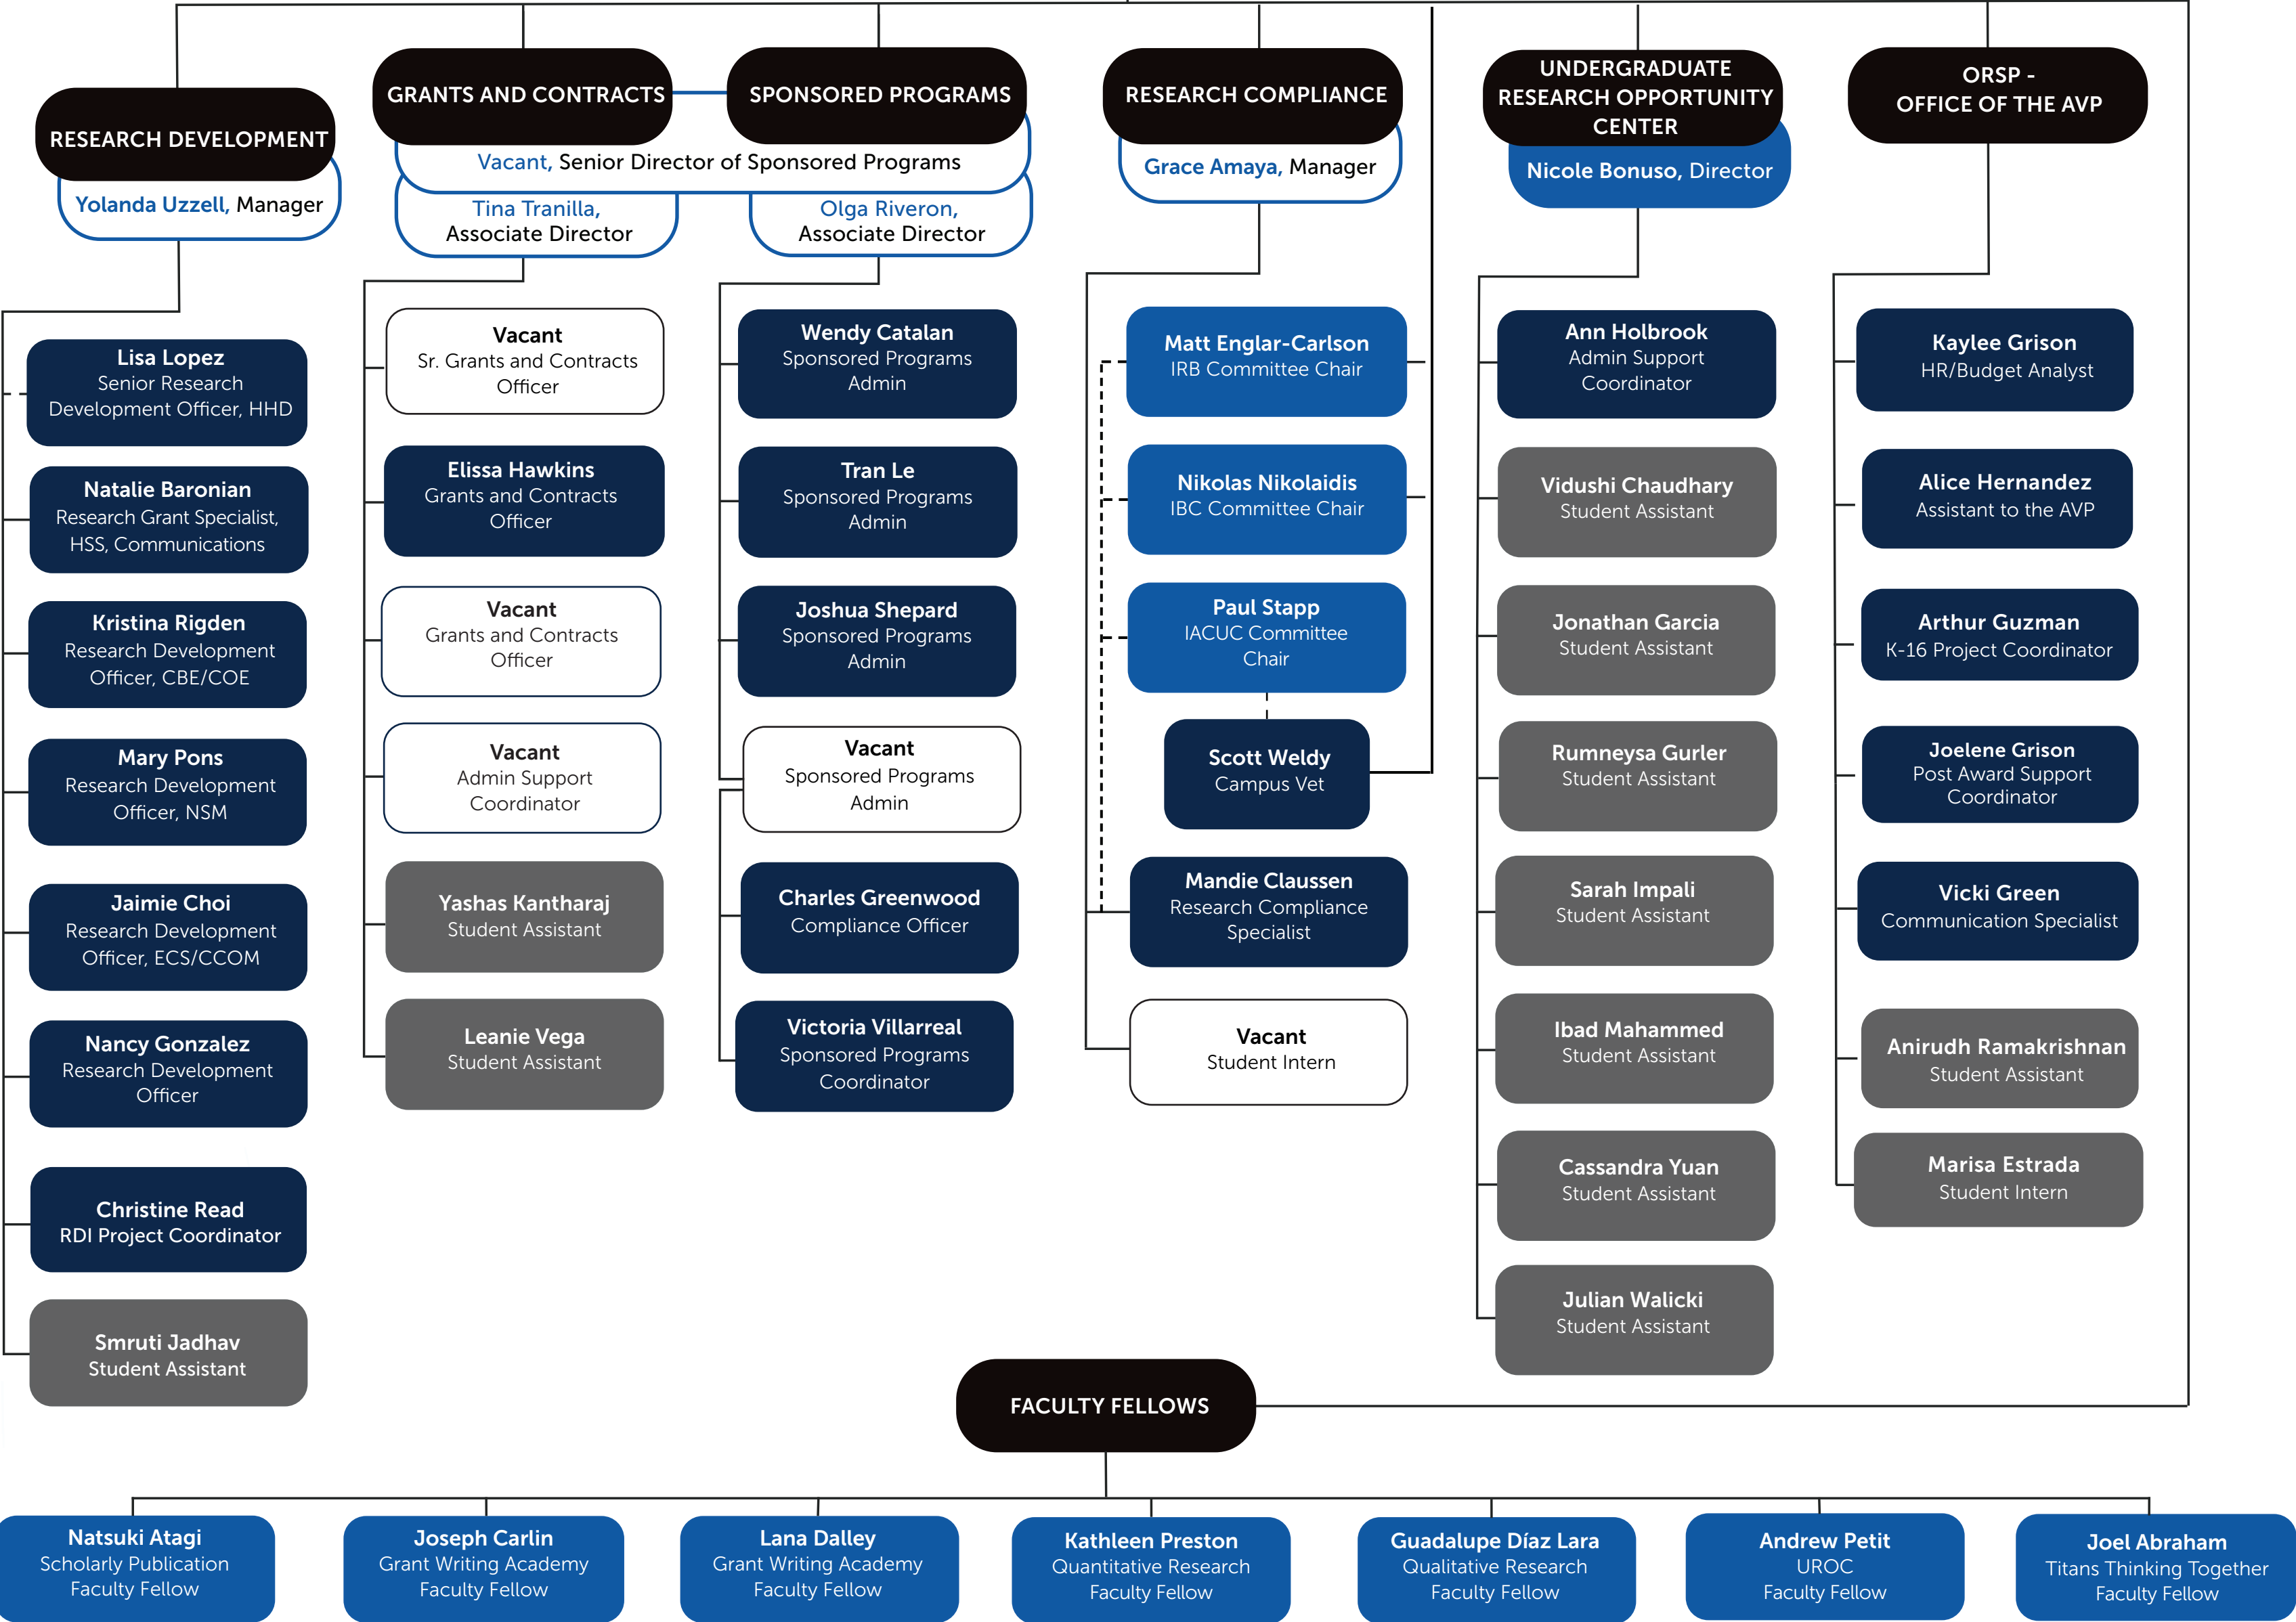 RESEARCH DEVELOPMENT
Yolanda Uzzell, Manager
Lisa Lopez
Senior Research
Development Officer, HHD
Natalie Baronian
Research Grant Specialist,
HSS, Communications
Kristina Rigden
Research Development
Officer, CBE/COE
Mary Pons
Research Development
Officer, NSM
Jaimie Choi
Research Development
Officer, ECS/CCOM
Nancy Gonzalez
Research Development
Officer
Christine Read
RDI Project Coordinator
Smruti Jadhav
Student Assistant
GRANTS AND CONTRACTS
SPONSORED PROGRAMS
Vacant, Senior Director of Sponsored Programs
Tina Tranilla,
Associate Director
Vacant
Sr. Grants and Contracts
Officer
Elissa Hawkins
Grants and Contracts
Officer
Vacant
Grants and Contracts
Officer
Vacant
Admin Support
Coordinator
Yashas Kantharaj
Student Assistant
Leanie Vega
Student Assistant
Olga Riveron,
Associate Director
Wendy Catalan
Sponsored Programs
Admin
Tran Le
Sponsored Programs
Admin
Joshua Shepard
Sponsored Programs
Admin
Vacant
Sponsored Programs
Admin
Charles Greenwood
Compliance Officer
Victoria Villarreal
Sponsored Programs
Coordinator
RESEARCH COMPLIANCE
Grace Amaya, Manager
Matt Englar-Carlson
IRB Committee Chair
Nikolas Nikolaidis
IBC Committee Chair
Paul Stapp
IACUC Committee
Chair
Scott Weldy
Campus Vet
Mandie Claussen
Research Compliance
Specialist
Vacant
Student Intern
UNDERGRADUATE
RESEARCH OPPORTUNITY
CENTER
Nicole Bonuso, Director
Ann Holbrook
Admin Support
Coordinator
Vidushi Chaudhary
Student Assistant
Jonathan Garcia
Student Assistant
Rumneysa Gurler
Student Assistant
Sarah Impali
Student Assistant
Ibad Mahammed
Student Assistant
Cassandra Yuan
Student Assistant
Julian Walicki
Student Assistant
ORSP -
OFFICE OF THE AVP
Kaylee Grison
HR/Budget Analyst
Alice Hernandez
Assistant to the AVP
Arthur Guzman
K-16 Project Coordinator
Joelene Grison
Post Award Support
Coordinator
Vicki Green
Communication Specialist
Anirudh Ramakrishnan
Student Assistant
Marisa Estrada
Student Intern
FACULTY FELLOWS
Natsuki Atagi
Scholarly Publication
Faculty Fellow
Joseph Carlin
Grant Writing Academy
Faculty Fellow
Lana Dalley
Grant Writing Academy
Faculty Fellow
Kathleen Preston
Quantitative Research
Faculty Fellow
Guadalupe Díaz Lara
Qualitative Research
Faculty Fellow
Andrew Petit
UROC
Faculty Fellow
Joel Abraham
Titans Thinking Together
Faculty Fellow